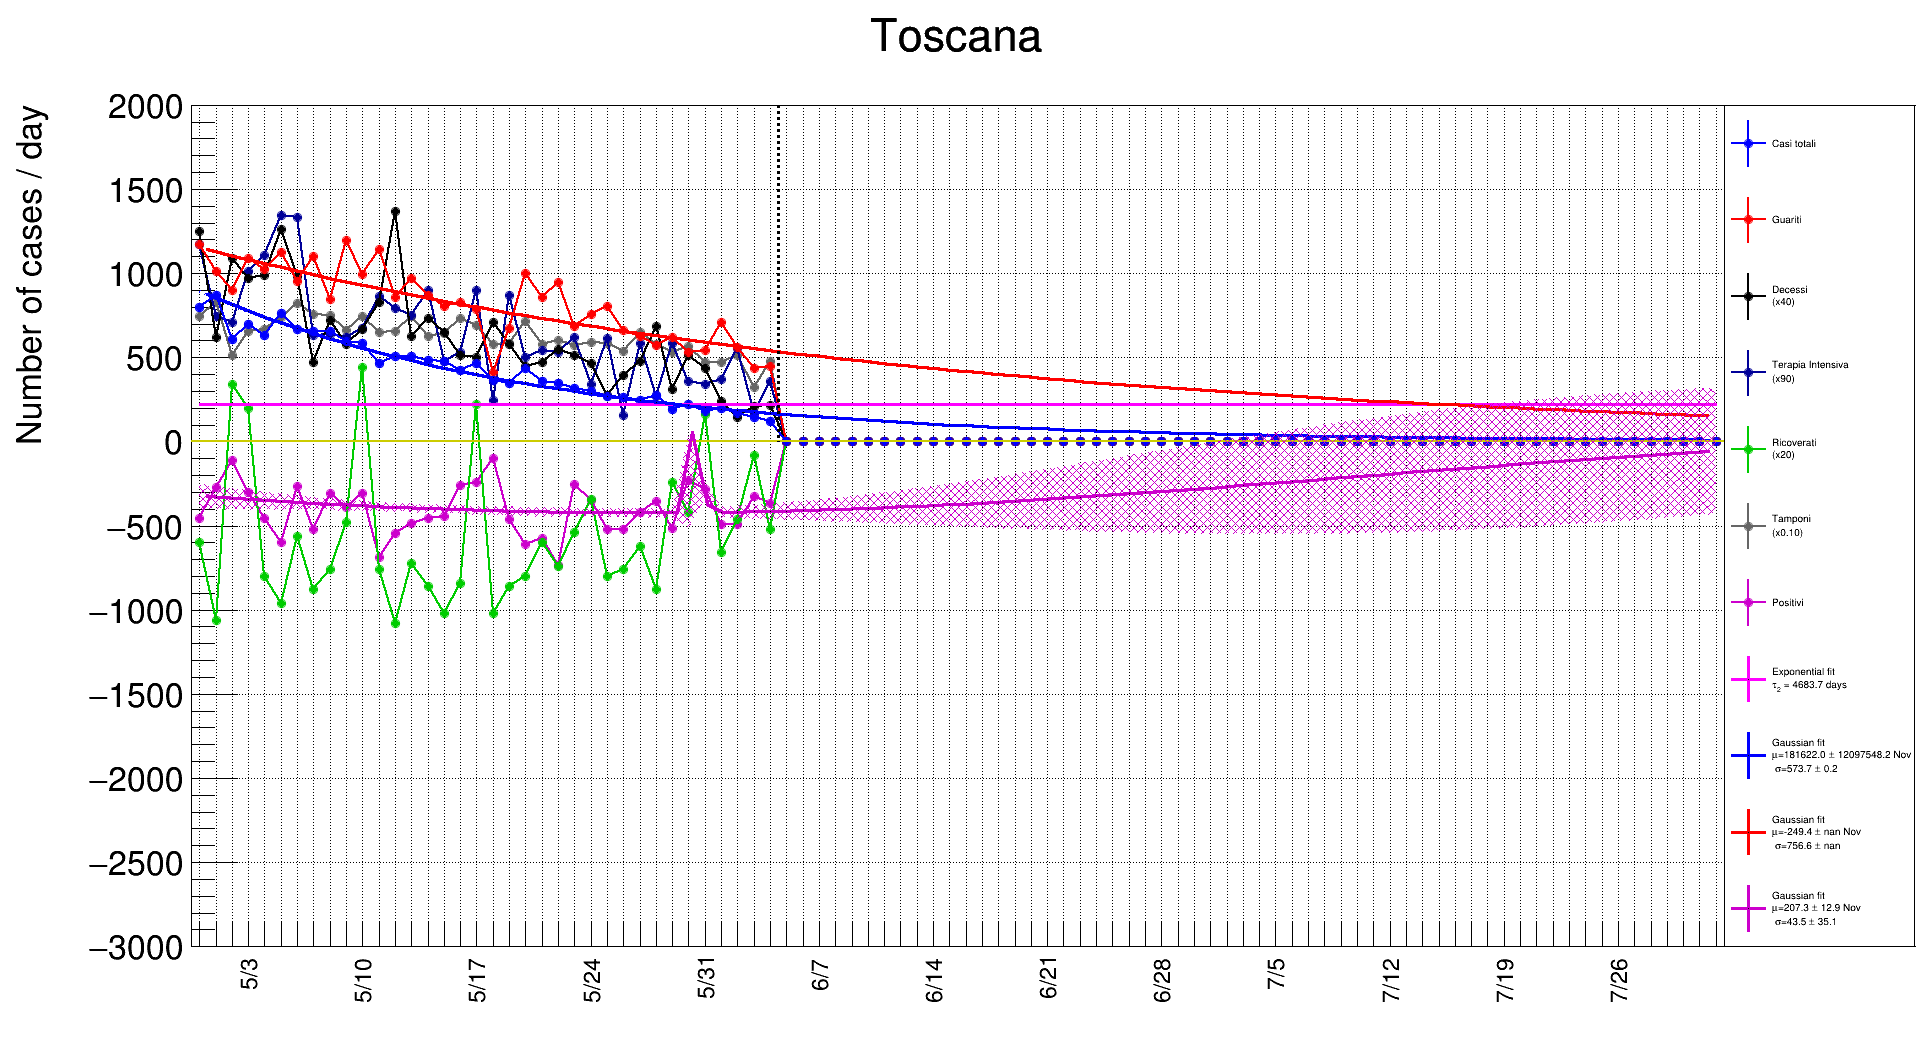 Toscana
Number of cases / day
2000
1500
1000
500
0
−500
−1000
−1500
−2000
−2500
−3000
5/3
5/10
5/17
5/24
5/31
6/7
6/14
6/21
6/28
7/5
7/12
7/19
7/26
Casi totali
Guariti
Decessi
(x40)
Terapia Intensiva
(x90)
Ricoverati
(x20)
Tamponi
(x0.10)
Positivi
Exponential fit
τ2 = 4683.7 days
Gaussian fit
μ=181622.0 ± 12097548.2 Nov
σ=573.7 ± 0.2
Gaussian fit
μ=-249.4 ± nan Nov
σ=756.6 ± nan
Gaussian fit
μ=207.3 ± 12.9 Nov
σ=43.5 ± 35.1